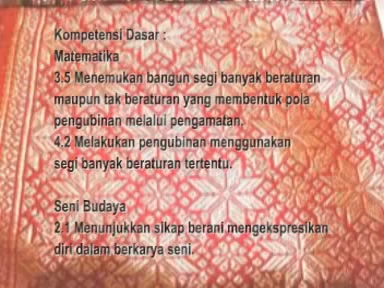 Kompetensi Dasar :
Matematika
3.5 Menemukan bangun segi banyak beraturan
maupun tak beraturan yang membentuk pola
pengubinan melalui pengamatan.
4.2 Melakukan pengubinan menggunakan
segi banyak beraturan tertentu.
Seni Budaya
2.1 Menunjukkan sikap berani mengekspresikan
diri dalam berkarya seni.